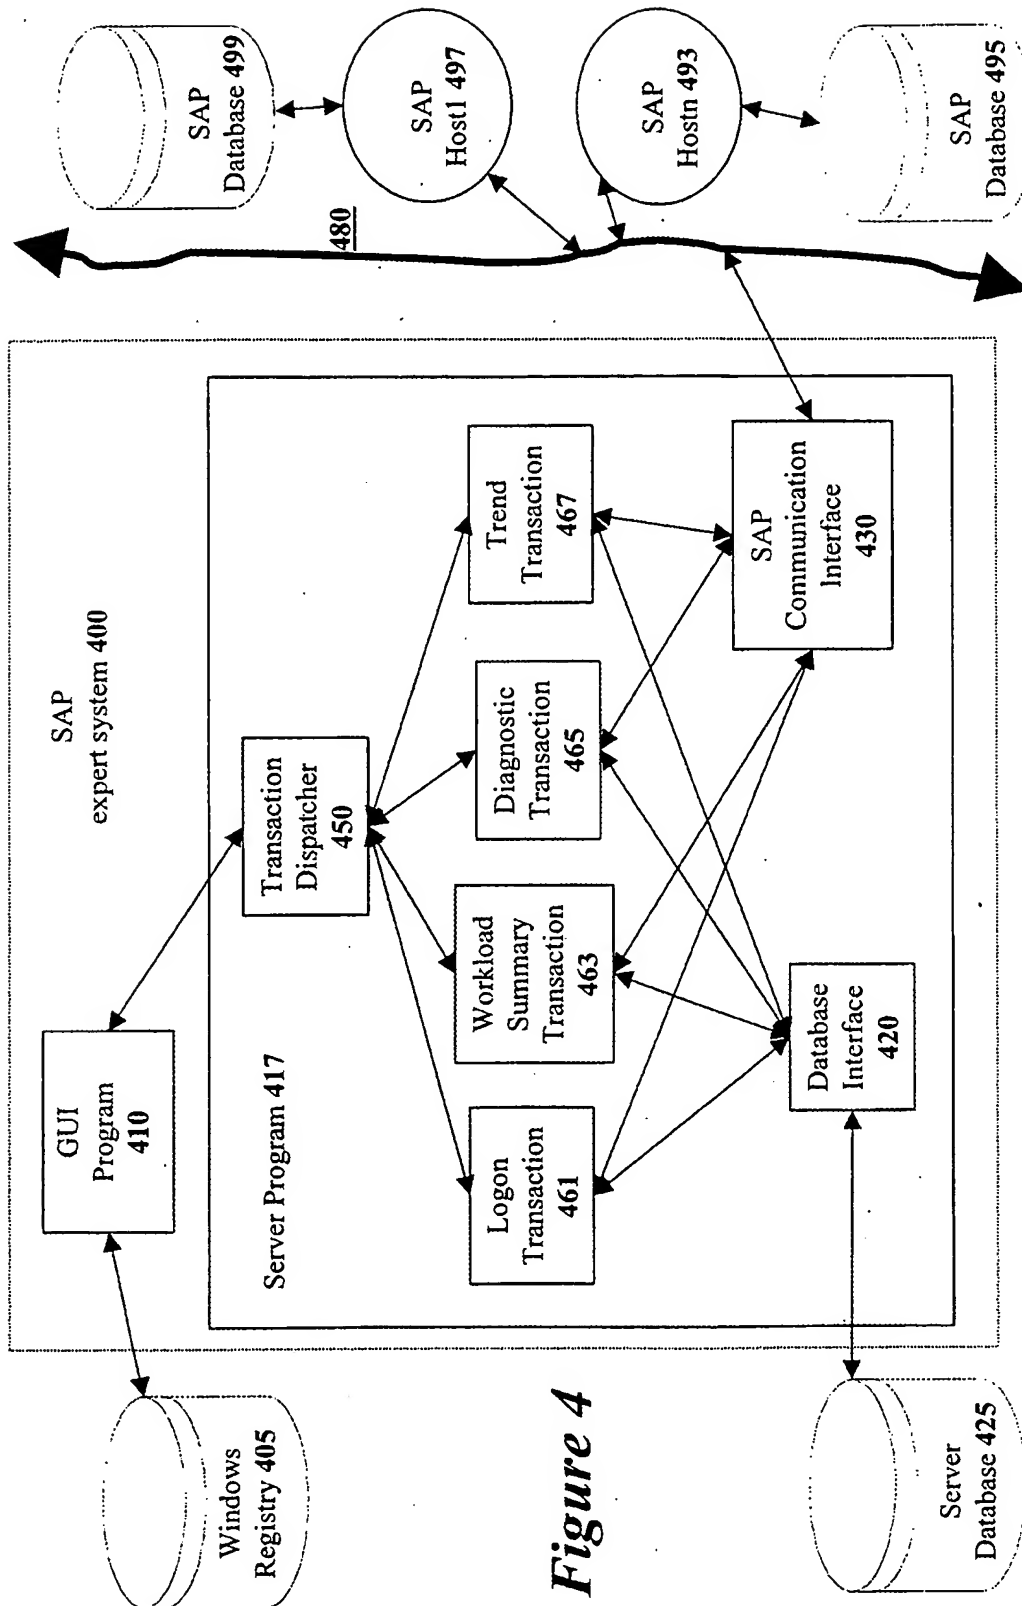 Windows
Registry 405
GUI
Program
410
SAP
expert system 400
480
SAP
Database 499
Server Program 417
Transaction
Dispatcher
450
SAP
Host1 497
Logon
Transaction
461
Workload
Summary
Transaction
463
Diagnostic
Transaction
465
Trend
Transaction
467
SAP
Hostn 493
Server
Database 425
Database
Interface
420
SAP
Communication
Interface
430
SAP
Database 495
Figure 4